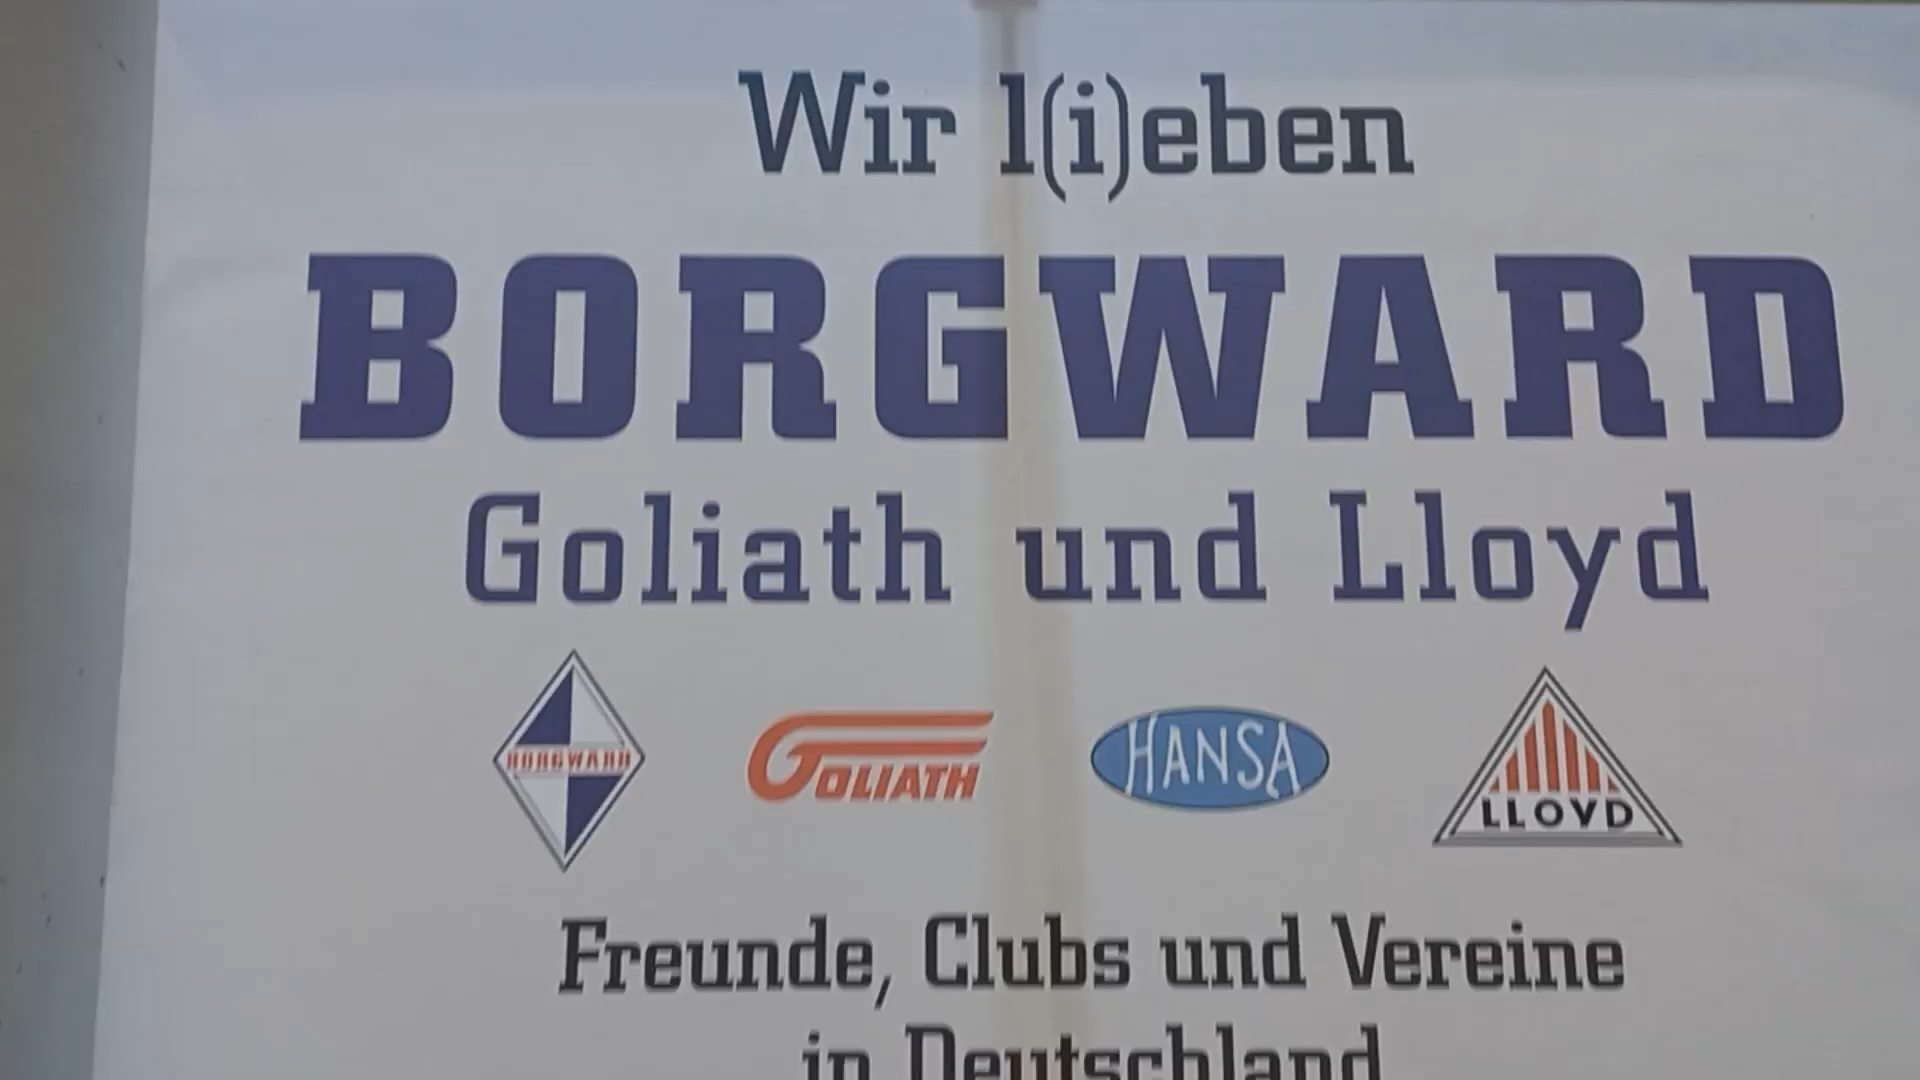 Wir l(i)eben
BORGWARD
Goliath und Lloyd
BORGWARD GOLIATH HANSA LLOYD
Freunde, Clubs und Vereine
in Deutschland